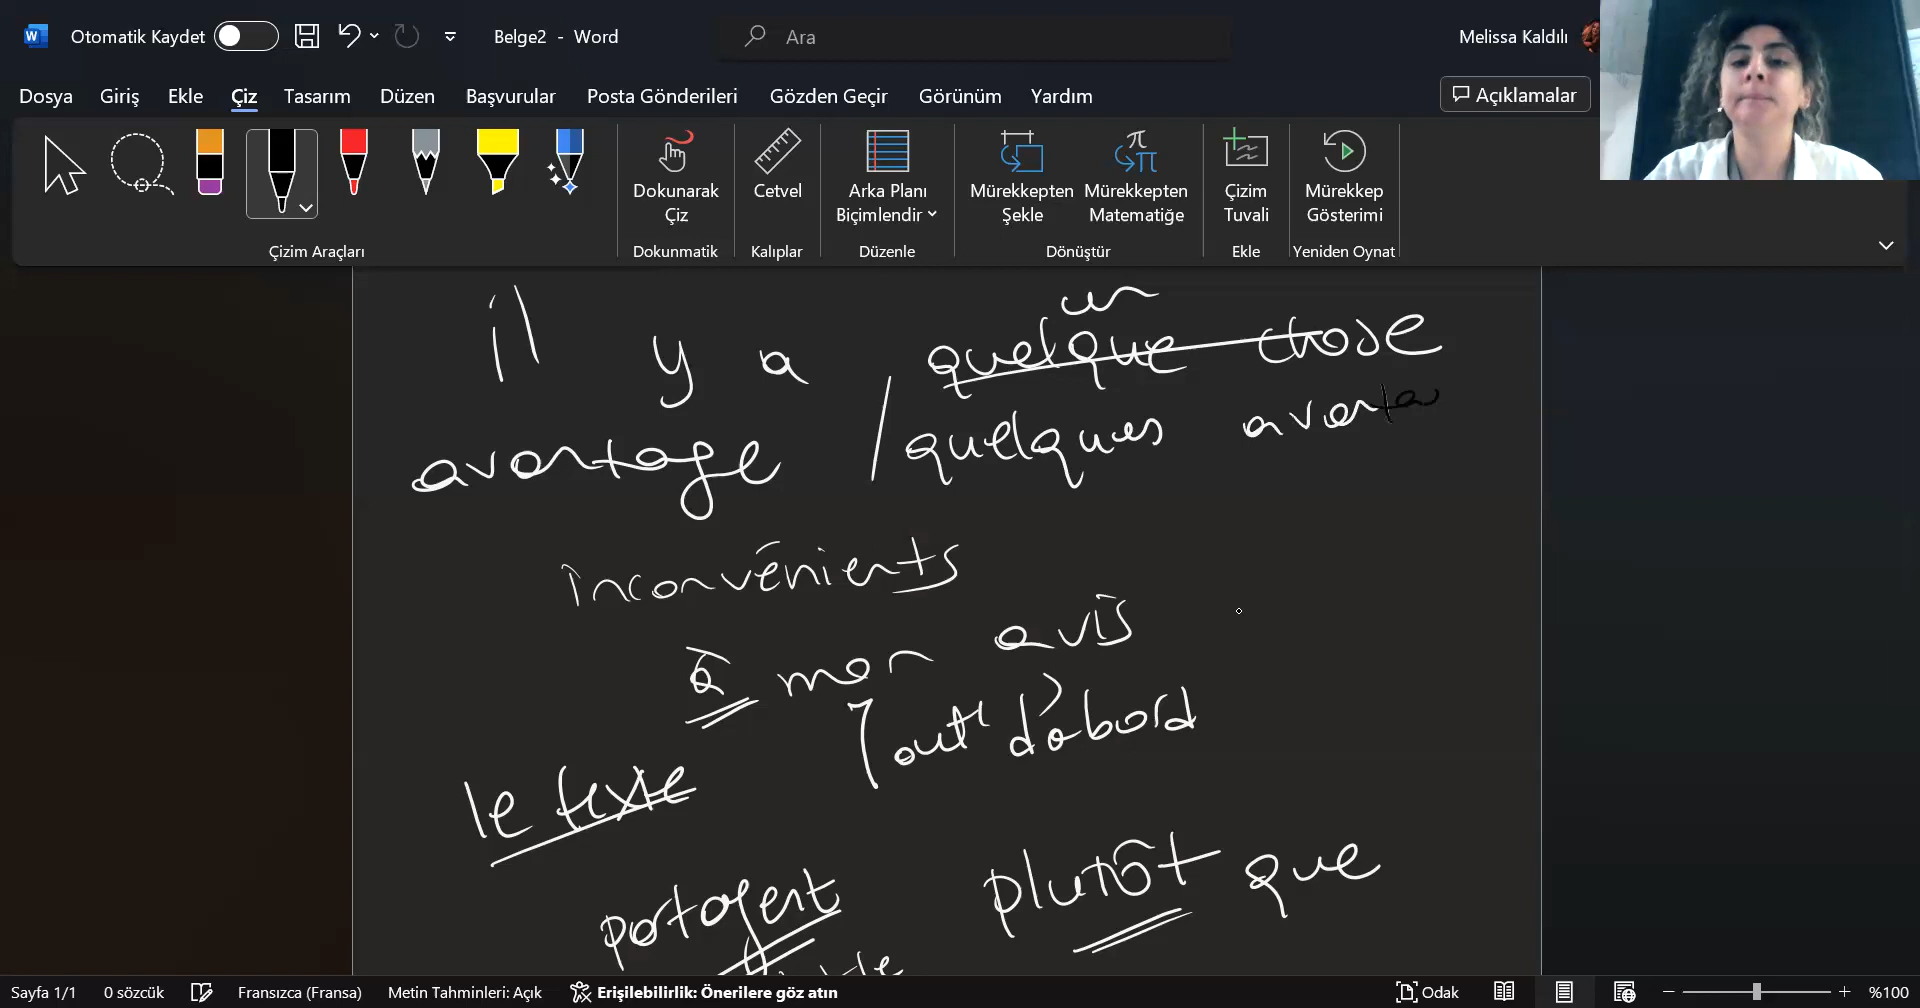 Otomatik Kaydet Belge2 - Word Ara Melissa Kaldılı
Dosya Giriş Ekle Çiz Tasarım Düzen Başvurular Posta Gönderileri Gözden Geçir Görünüm Yardım Açıklamalar
Dokunarak Çiz Cetvel Arka Planı Biçimlendir Mürekkepten Şekle Mürekkepten Matematiğe Çizim Tuvali Mürekkep Gösterimi
Çizim Araçları Dokunmatik Kalıplar Düzenle Dönüştür Ekle Yeniden Oynat
un
il y a quelque chose
avantage / quelques avanta
inconvénients
à mon avis
Tout d'abord
le texte
partagent plutôt que
Sayfa 1/1 0 sözcük Fransızca (Fransa) Metin Tahminleri: Açık Erişilebilirlik: Önerilere göz atın Odak %100